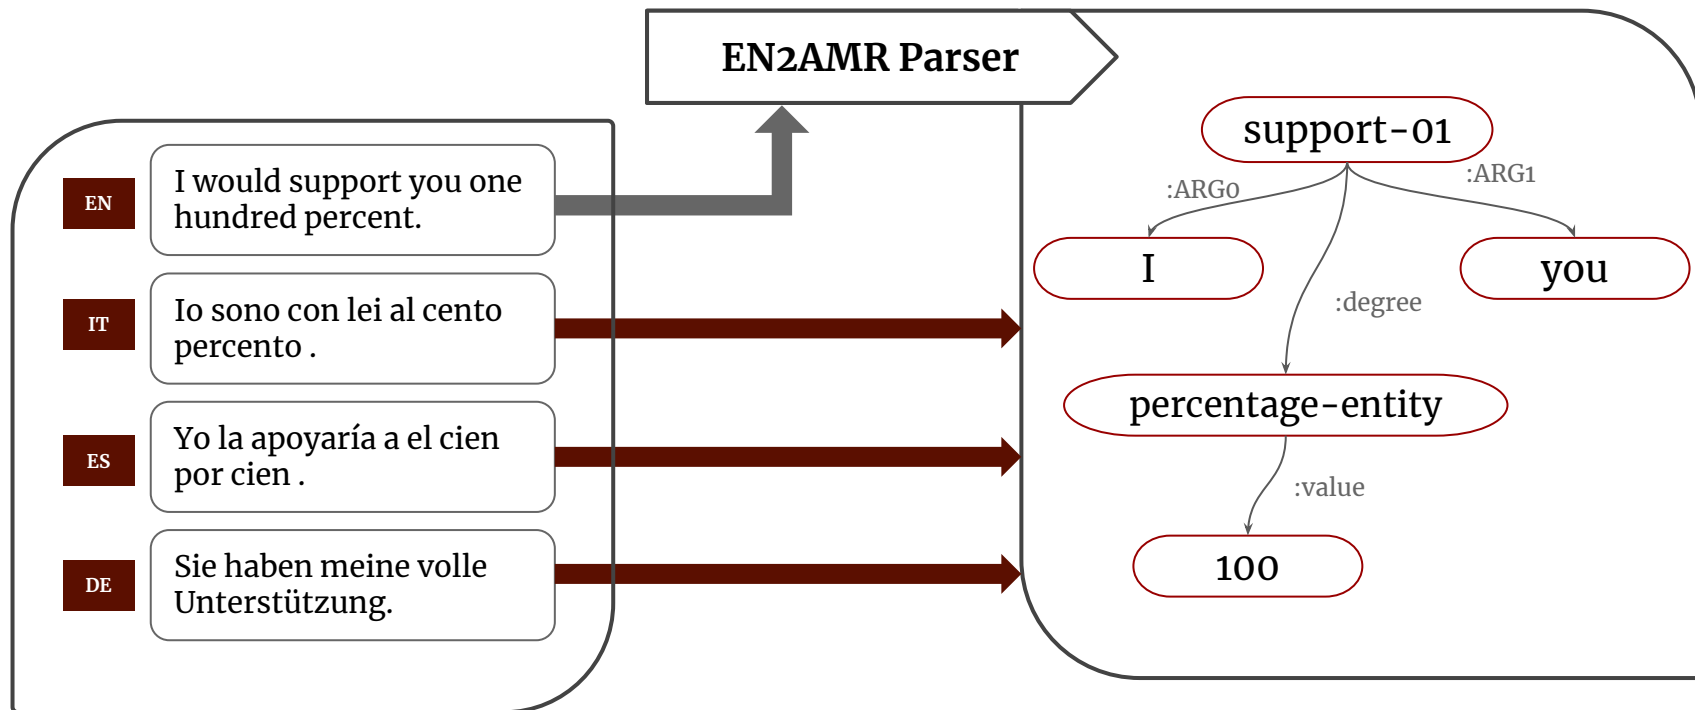 EN2AMR Parser
EN
I would support you one
hundred percent.
IT
Io sono con lei al cento
percento .
ES
Yo la apoyaría a el cien
por cien .
DE
Sie haben meine volle
Unterstützung.
support-01
:ARG0
:ARG1
I
you
:degree
percentage-entity
:value
100